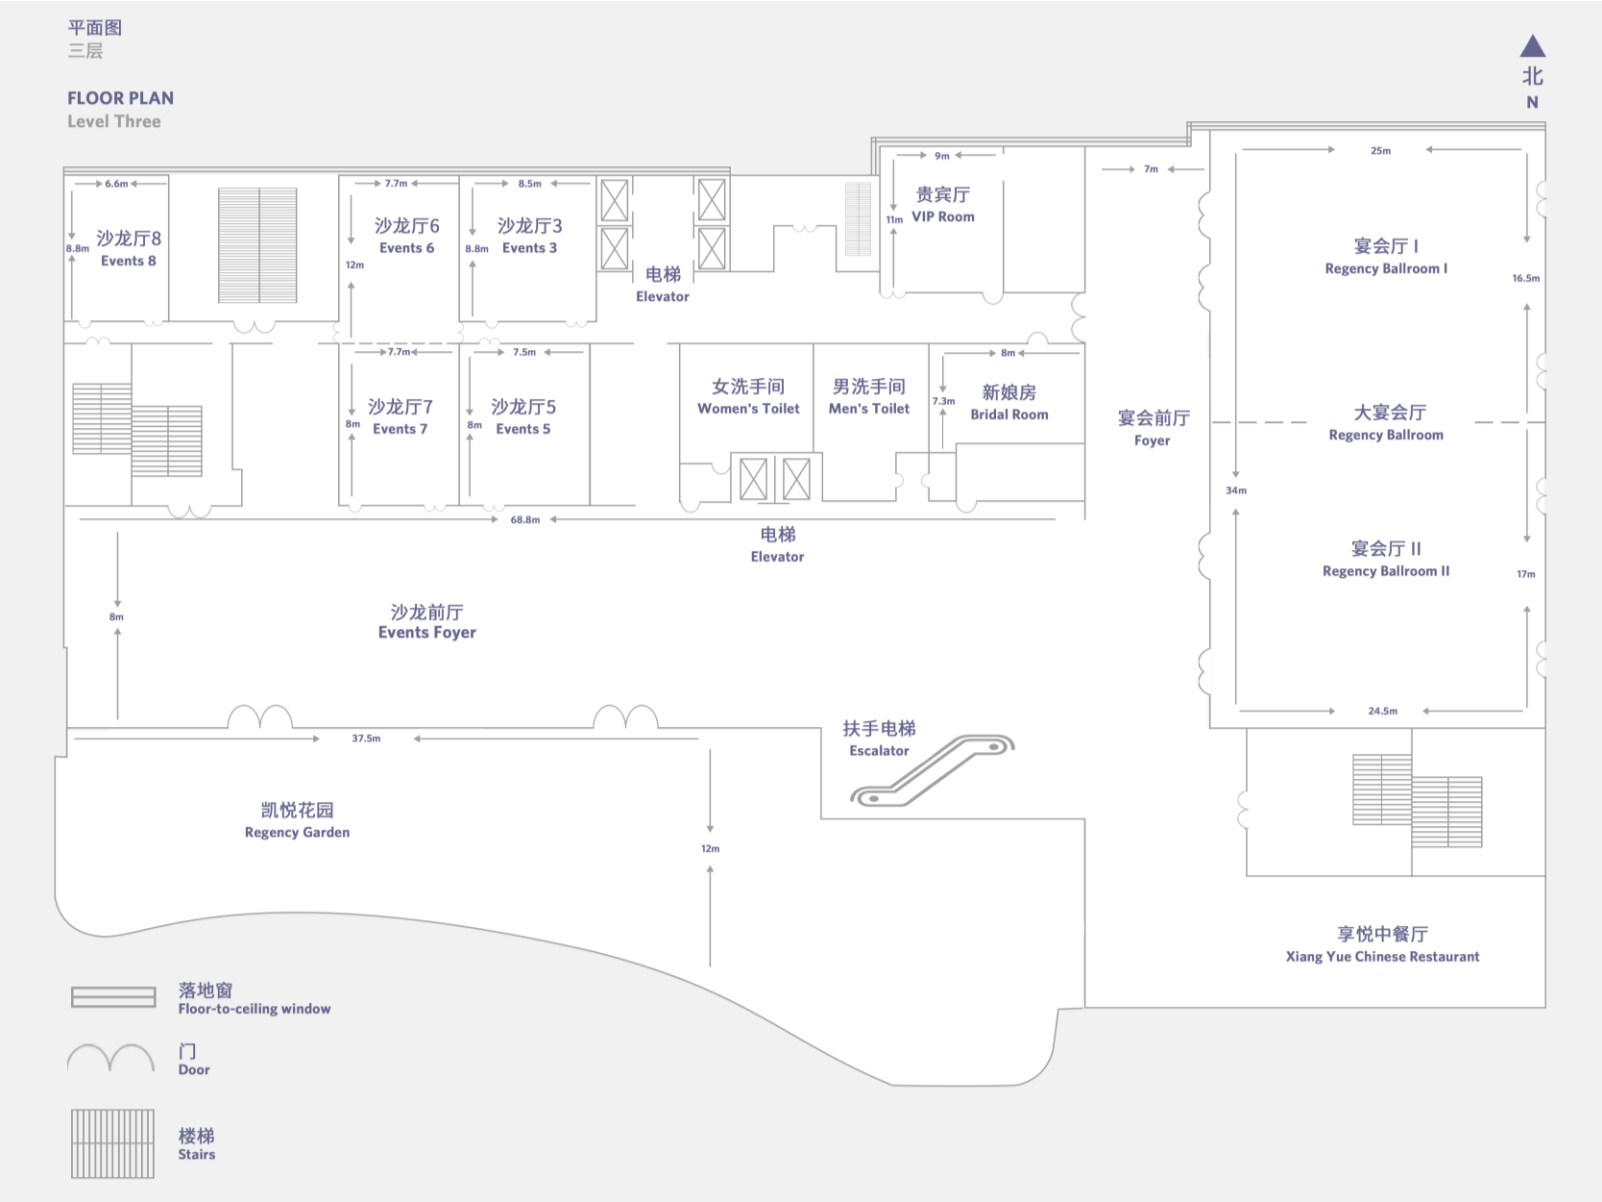 平面图
三层
FLOOR PLAN
Level Three
北
N
6.6m
8.8m
沙龙厅8
Events 8
7.7m
沙龙厅6
Events 6
12m
8.5m
沙龙厅3
Events 3
8.8m
电梯
Elevator
9m
贵宾厅
VIP Room
11m
7m
25m
宴会厅 I
Regency Ballroom I
16.5m
7.7m
沙龙厅7
Events 7
8m
7.5m
沙龙厅5
Events 5
8m
女洗手间
Women's Toilet
男洗手间
Men's Toilet
8m
7.3m
新娘房
Bridal Room
宴会前厅
Foyer
大宴会厅
Regency Ballroom
34m
68.8m
电梯
Elevator
宴会厅 II
Regency Ballroom II
17m
8m
沙龙前厅
Events Foyer
24.5m
37.5m
扶手电梯
Escalator
凯悦花园
Regency Garden
12m
享悦中餐厅
Xiang Yue Chinese Restaurant
落地窗
Floor-to-ceiling window
门
Door
楼梯
Stairs